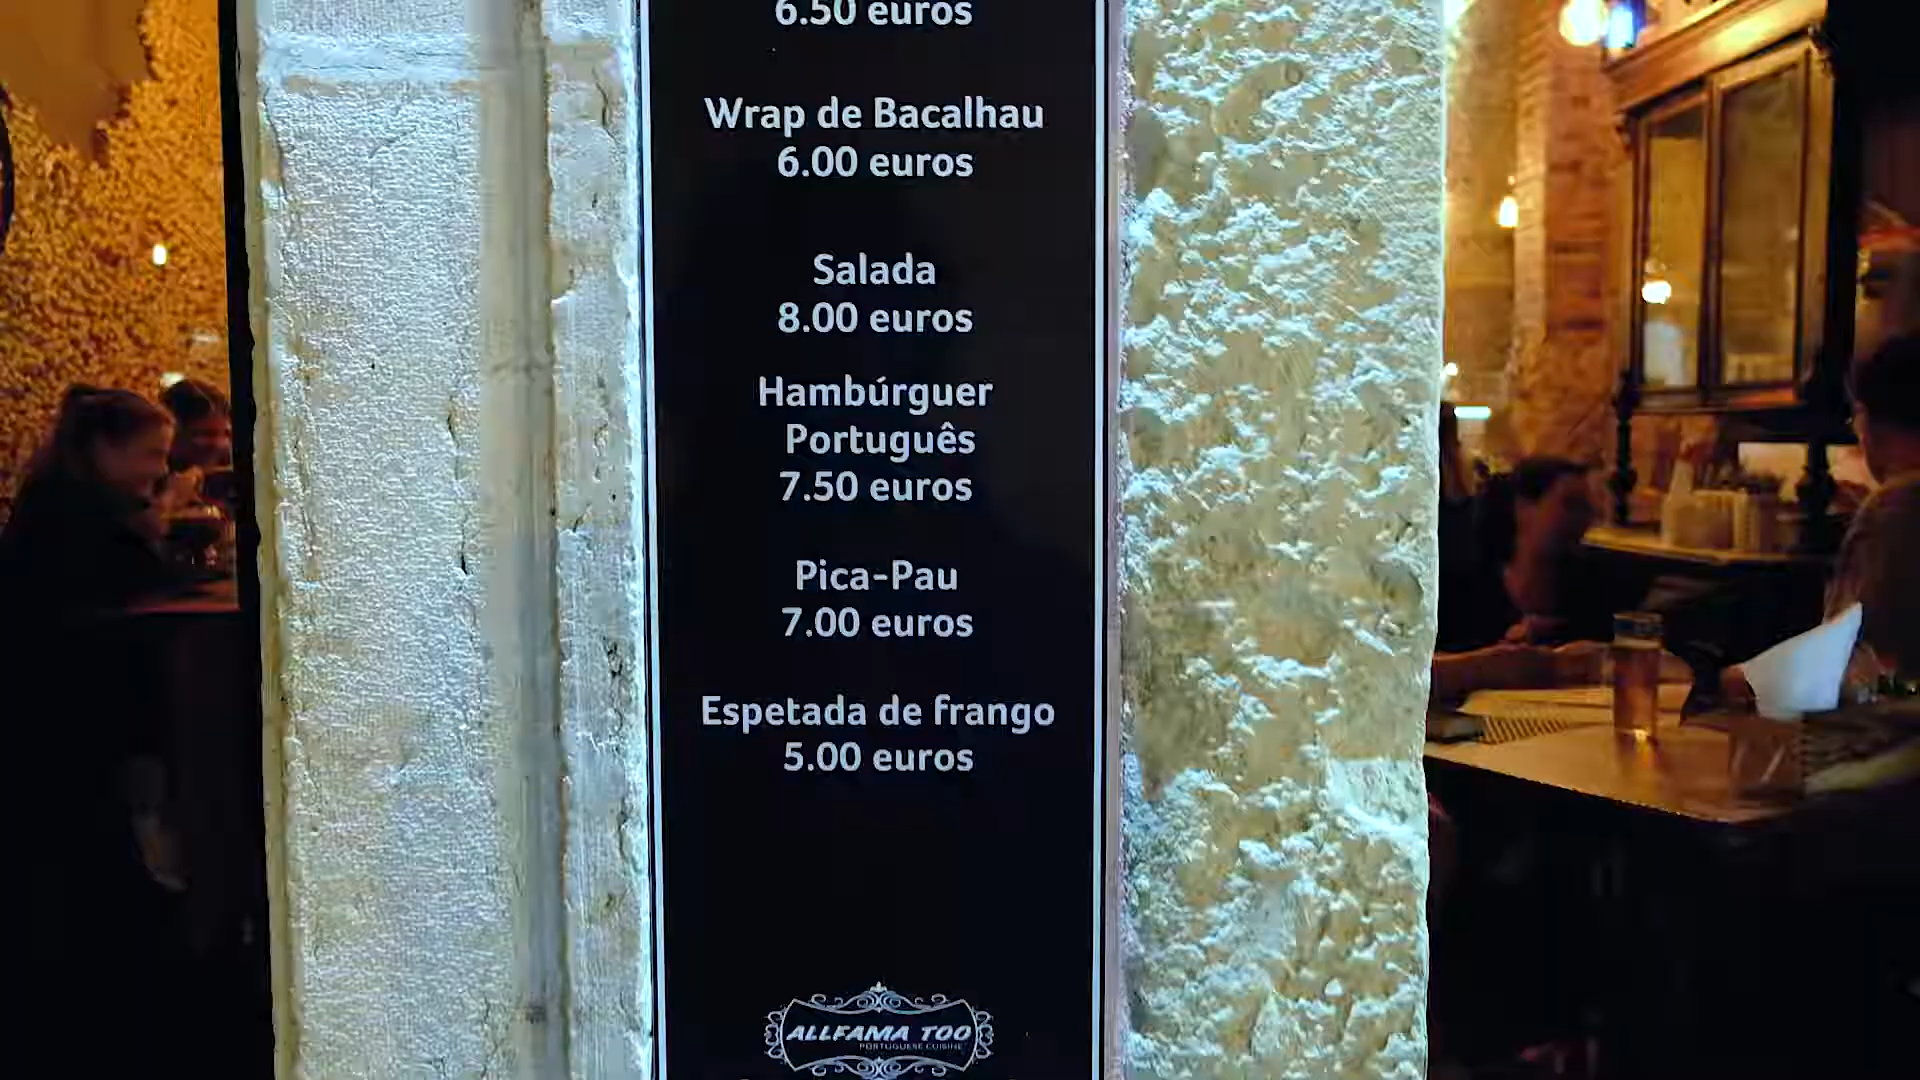 6.50 euros
Wrap de Bacalhau
6.00 euros
Salada
8.00 euros
Hambúrguer
Português
7.50 euros
Pica-Pau
7.00 euros
Espetada de frango
5.00 euros
ALLFAMA TOO
PORTUGUESE CUISINE